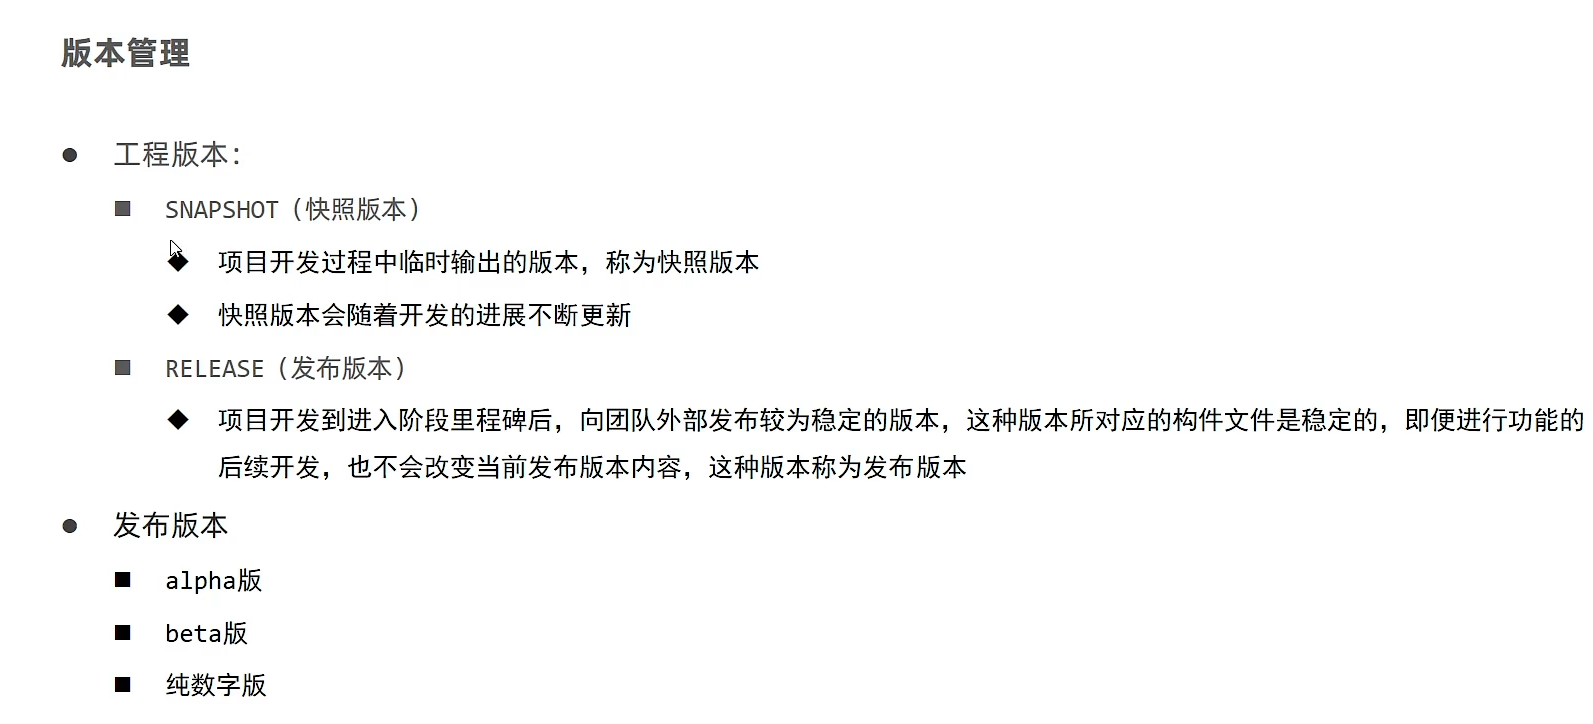 版本管理
工程版本:
SNAPSHOT（快照版本）
项目开发过程中临时输出的版本，称为快照版本
快照版本会随着开发的进展不断更新
RELEASE（发布版本）
项目开发到进入阶段里程碑后，向团队外部发布较为稳定的版本，这种版本所对应的构件文件是稳定的，即便进行功能的
后续开发，也不会改变当前发布版本内容，这种版本称为发布版本
发布版本
alpha版
beta版
纯数字版